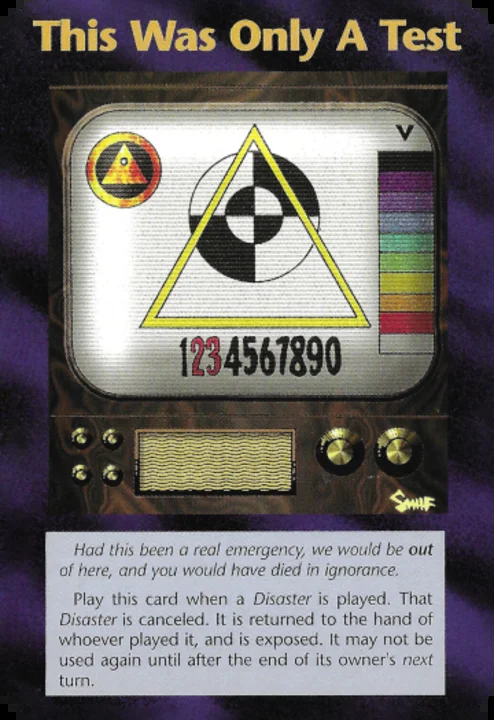 This Was Only A Test
V
1234567890
Smif
Had this been a real emergency, we would be out
of here, and you would have died in ignorance.
Play this card when a Disaster is played. That
Disaster is canceled. It is returned to the hand of
whoever played it, and is exposed. It may not be
used again until after the end of its owner's next
turn.